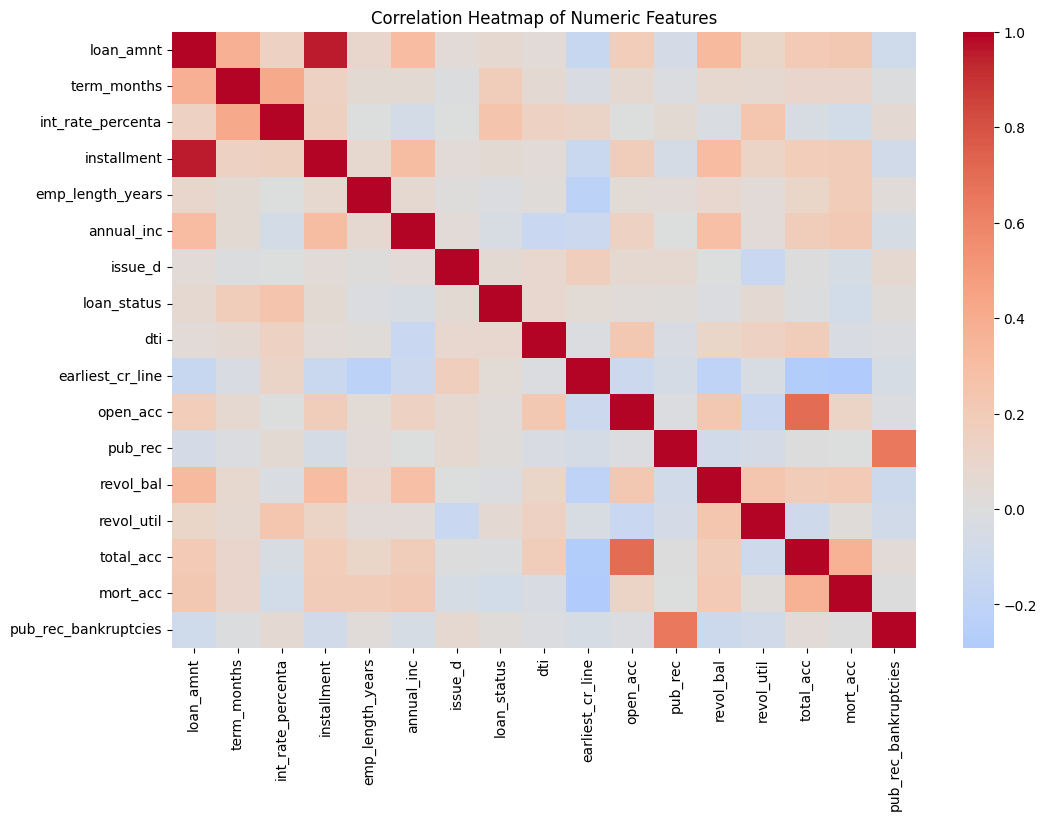 Correlation Heatmap of Numeric Features
loan_amnt
term_months
int_rate_percenta
installment
emp_length_years
annual_inc
issue_d
loan_status
dti
earliest_cr_line
open_acc
pub_rec
revol_bal
revol_util
total_acc
mort_acc
pub_rec_bankruptcies
loan_amnt
term_months
int_rate_percenta
installment
emp_length_years
annual_inc
issue_d
loan_status
dti
earliest_cr_line
open_acc
pub_rec
revol_bal
revol_util
total_acc
mort_acc
pub_rec_bankruptcies
1.0
0.8
0.6
0.4
0.2
0.0
−0.2